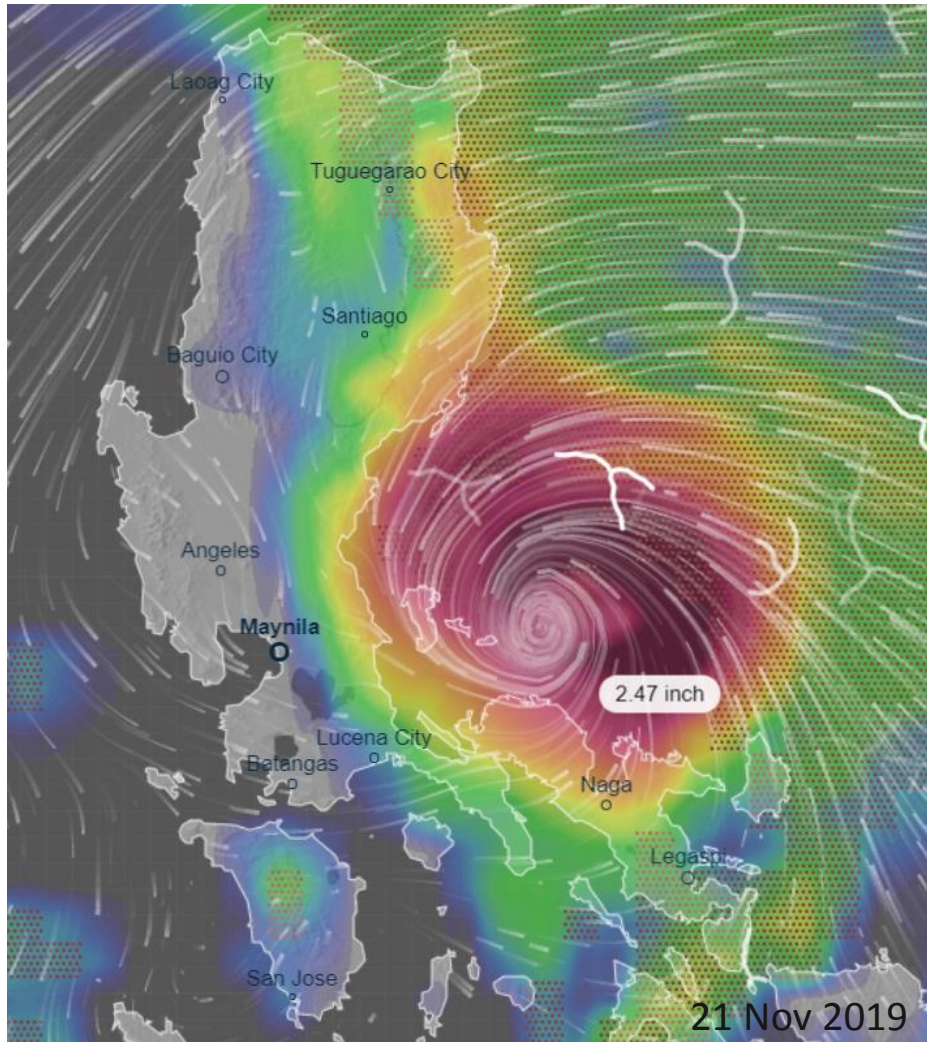 Laoag City
Tuguegarao City
Santiago
Baguio City
Angeles
Maynila
2.47 inch
Lucena City
Batangas
Naga
Legaspi
San Jose
21 Nov 2019